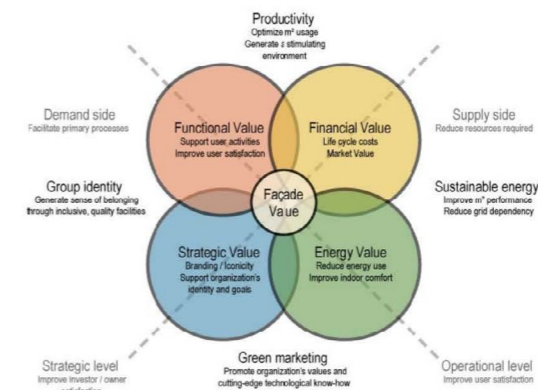 Productivity
Optimize m² usage
Generate a stimulating
environment
Demand side
Facilitate primary processes
Supply side
Reduce resources required
Functional Value
Support user activities
Improve user satisfaction
Financial Value
Life cycle costs
Market Value
Group identity
Generate sense of belonging
through inclusive, quality facilities
Façade
Value
Sustainable energy
Improve m² performance
Reduce grid dependency
Strategic Value
Branding / Iconicity
Support organization's
identity and goals
Energy Value
Reduce energy use
Improve indoor comfort
Strategic level
Improve investor / owner
satisfaction
Green marketing
Promote organization's values and
cutting-edge technological know-how
Operational level
Improve user satisfaction